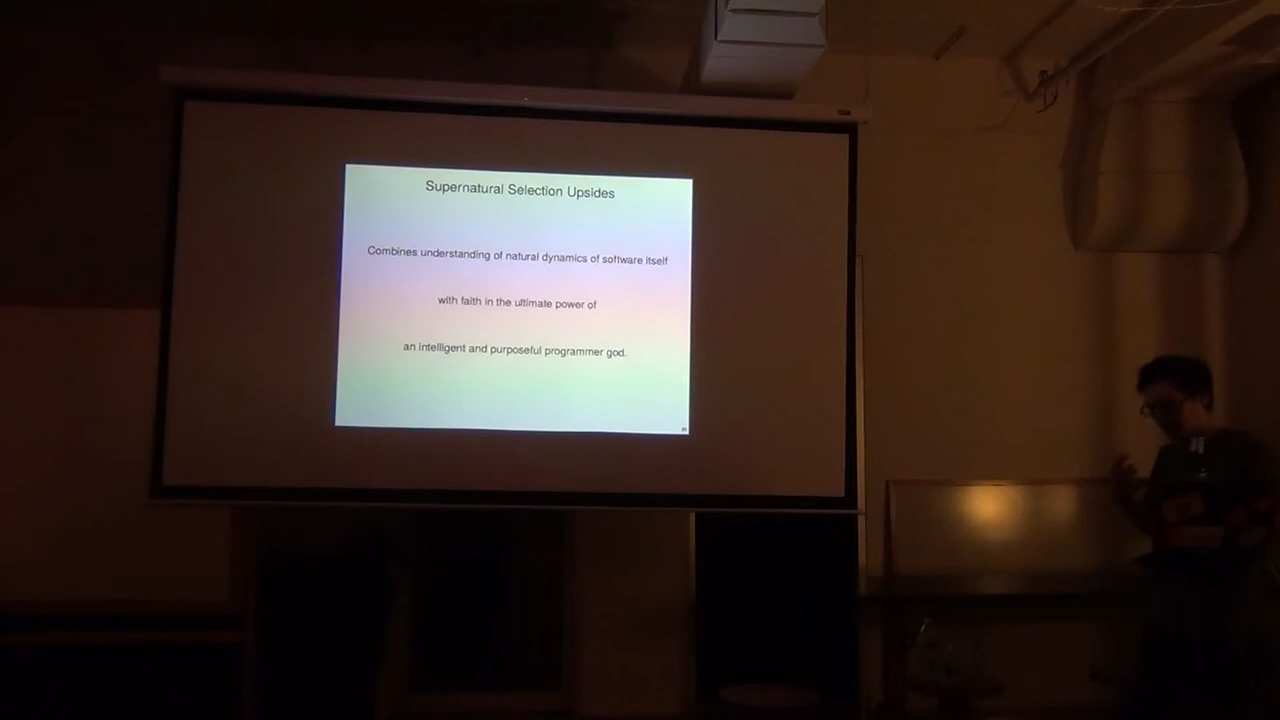 Supernatural Selection Upsides
Combines understanding of natural dynamics of software itself
with faith in the ultimate power of
an intelligent and purposeful programmer god.